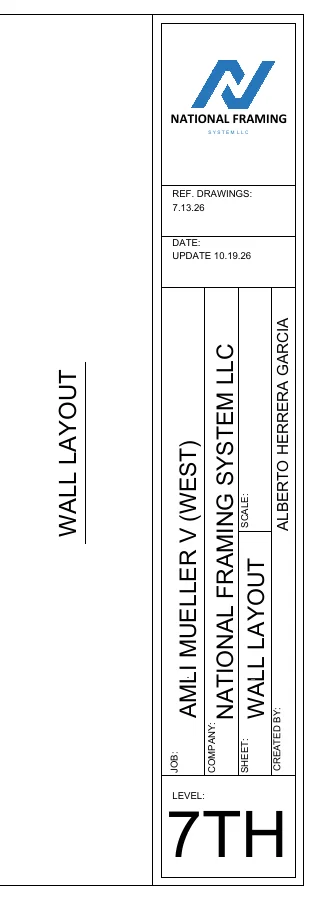 WALL LAYOUT
NATIONAL FRAMING
SYSTEM LLC
REF. DRAWINGS:
7.13.26
DATE:
UPDATE 10.19.26
JOB:
AMLI MUELLER V (WEST)
COMPANY:
NATIONAL FRAMING SYSTEM LLC
SHEET:
WALL LAYOUT
SCALE:
CREATED BY:
ALBERTO HERRERA GARCIA
LEVEL:
7TH